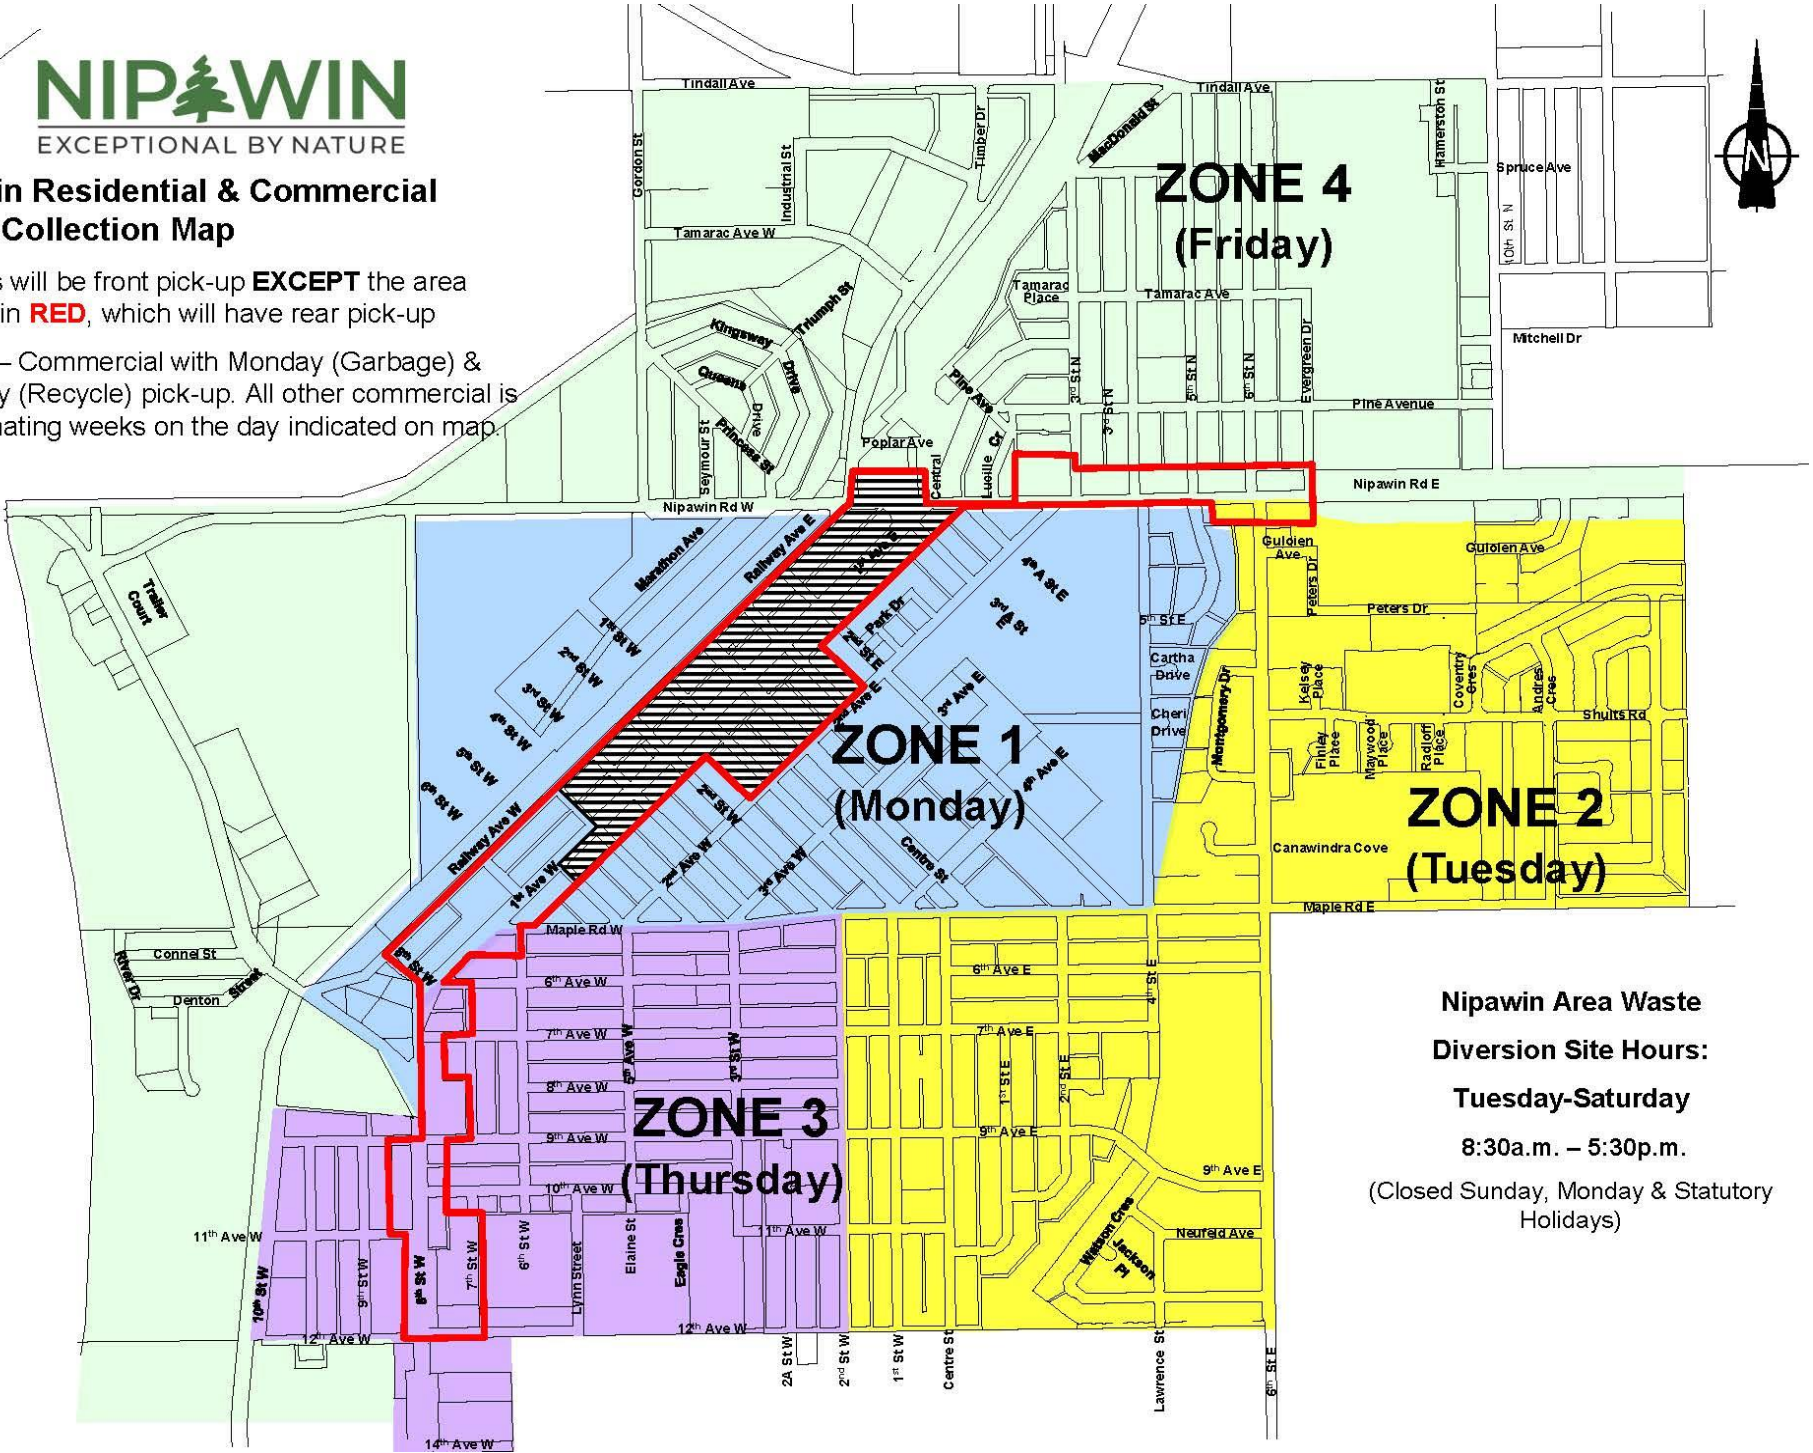 NIPAWIN
EXCEPTIONAL BY NATURE
in Residential & Commercial
Collection Map
s will be front pick-up EXCEPT the area
in RED, which will have rear pick-up
– Commercial with Monday (Garbage) &
y (Recycle) pick-up. All other commercial is
nating weeks on the day indicated on map.
Tindall Ave
Tindall Ave
Gordon St
Industrial St
Timber Dr
MacDonald St
Hamerston St
Spruce Ave
N
ZONE 4
(Friday)
10th St N
Tamarac Ave W
Tamarac
Place
Tamarac Ave
Triumph St
Kingsway
Drive
Queens
Drive
Princess St
Seymour St
Mitchell Dr
Pine Ave
3rd St N
3rd St N
5th St N
6th St N
Evergreen Dr
Pine Avenue
Poplar Ave
Central
Lucille Cr
Nipawin Rd W
Nipawin Rd E
Marathon Ave
Railway Ave E
1st Ave E
Guloien
Ave
Guloien Ave
Trailer
Court
4th A St E
3rd A St
E
Park Dr
2nd St E
5th St E
Peters Dr
Peters Dr
1st St W
2nd St W
3rd St W
4th St W
5th St W
6th St W
Cartha
Drive
Cheri
Drive
Montgomery Dr
Kelsey
Place
Coventry
Cres
Andres
Cres
2nd Ave E
3rd Ave E
4th Ave E
ZONE 1
(Monday)
Shults Rd
Finley
Place
Maywood
Place
Radloff
Place
ZONE 2
(Tuesday)
Railway Ave W
1st Ave W
2nd St W
2nd Ave W
3rd Ave W
Centre St
Canawindra Cove
Maple Rd E
Maple Rd W
Connel St
River Dr
Denton Street
8th St W
6th Ave W
6th Ave E
4th St E
7th Ave W
7th Ave E
5th Ave W
3rd St W
1st St E
2nd St E
8th Ave W
ZONE 3
(Thursday)
9th Ave W
9th Ave E
9th Ave E
10th Ave W
11th Ave W
11th Ave W
10th St W
9th St W
8th St W
7th St W
6th St W
Lynn Street
Elaine St
Eagle Cres
Watson Cres
Jackson
Pl
Neufeld Ave
12th Ave W
12th Ave W
2A St W
2nd St W
1st St W
Centre St
Lawrence St
6th St E
14th Ave W
Nipawin Area Waste
Diversion Site Hours:
Tuesday-Saturday
8:30a.m. – 5:30p.m.
(Closed Sunday, Monday & Statutory
Holidays)